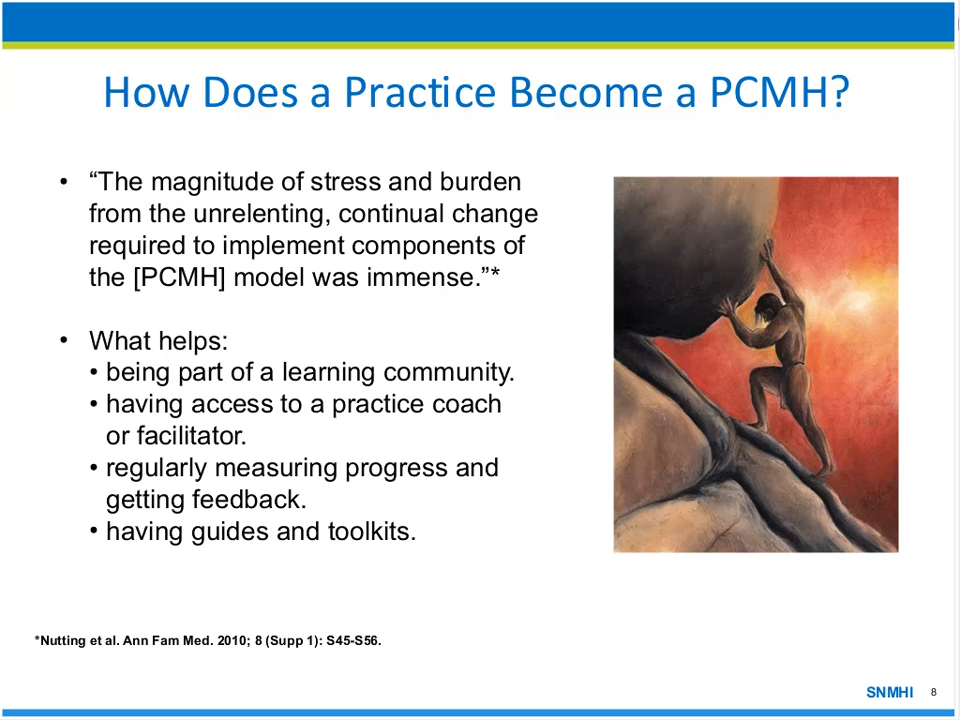 How Does a Practice Become a PCMH?
• “The magnitude of stress and burden
from the unrelenting, continual change
required to implement components of
the [PCMH] model was immense.”*
• What helps:
• being part of a learning community.
• having access to a practice coach
or facilitator.
• regularly measuring progress and
getting feedback.
• having guides and toolkits.
*Nutting et al. Ann Fam Med. 2010; 8 (Supp 1): S45-S56.
SNMHI 8